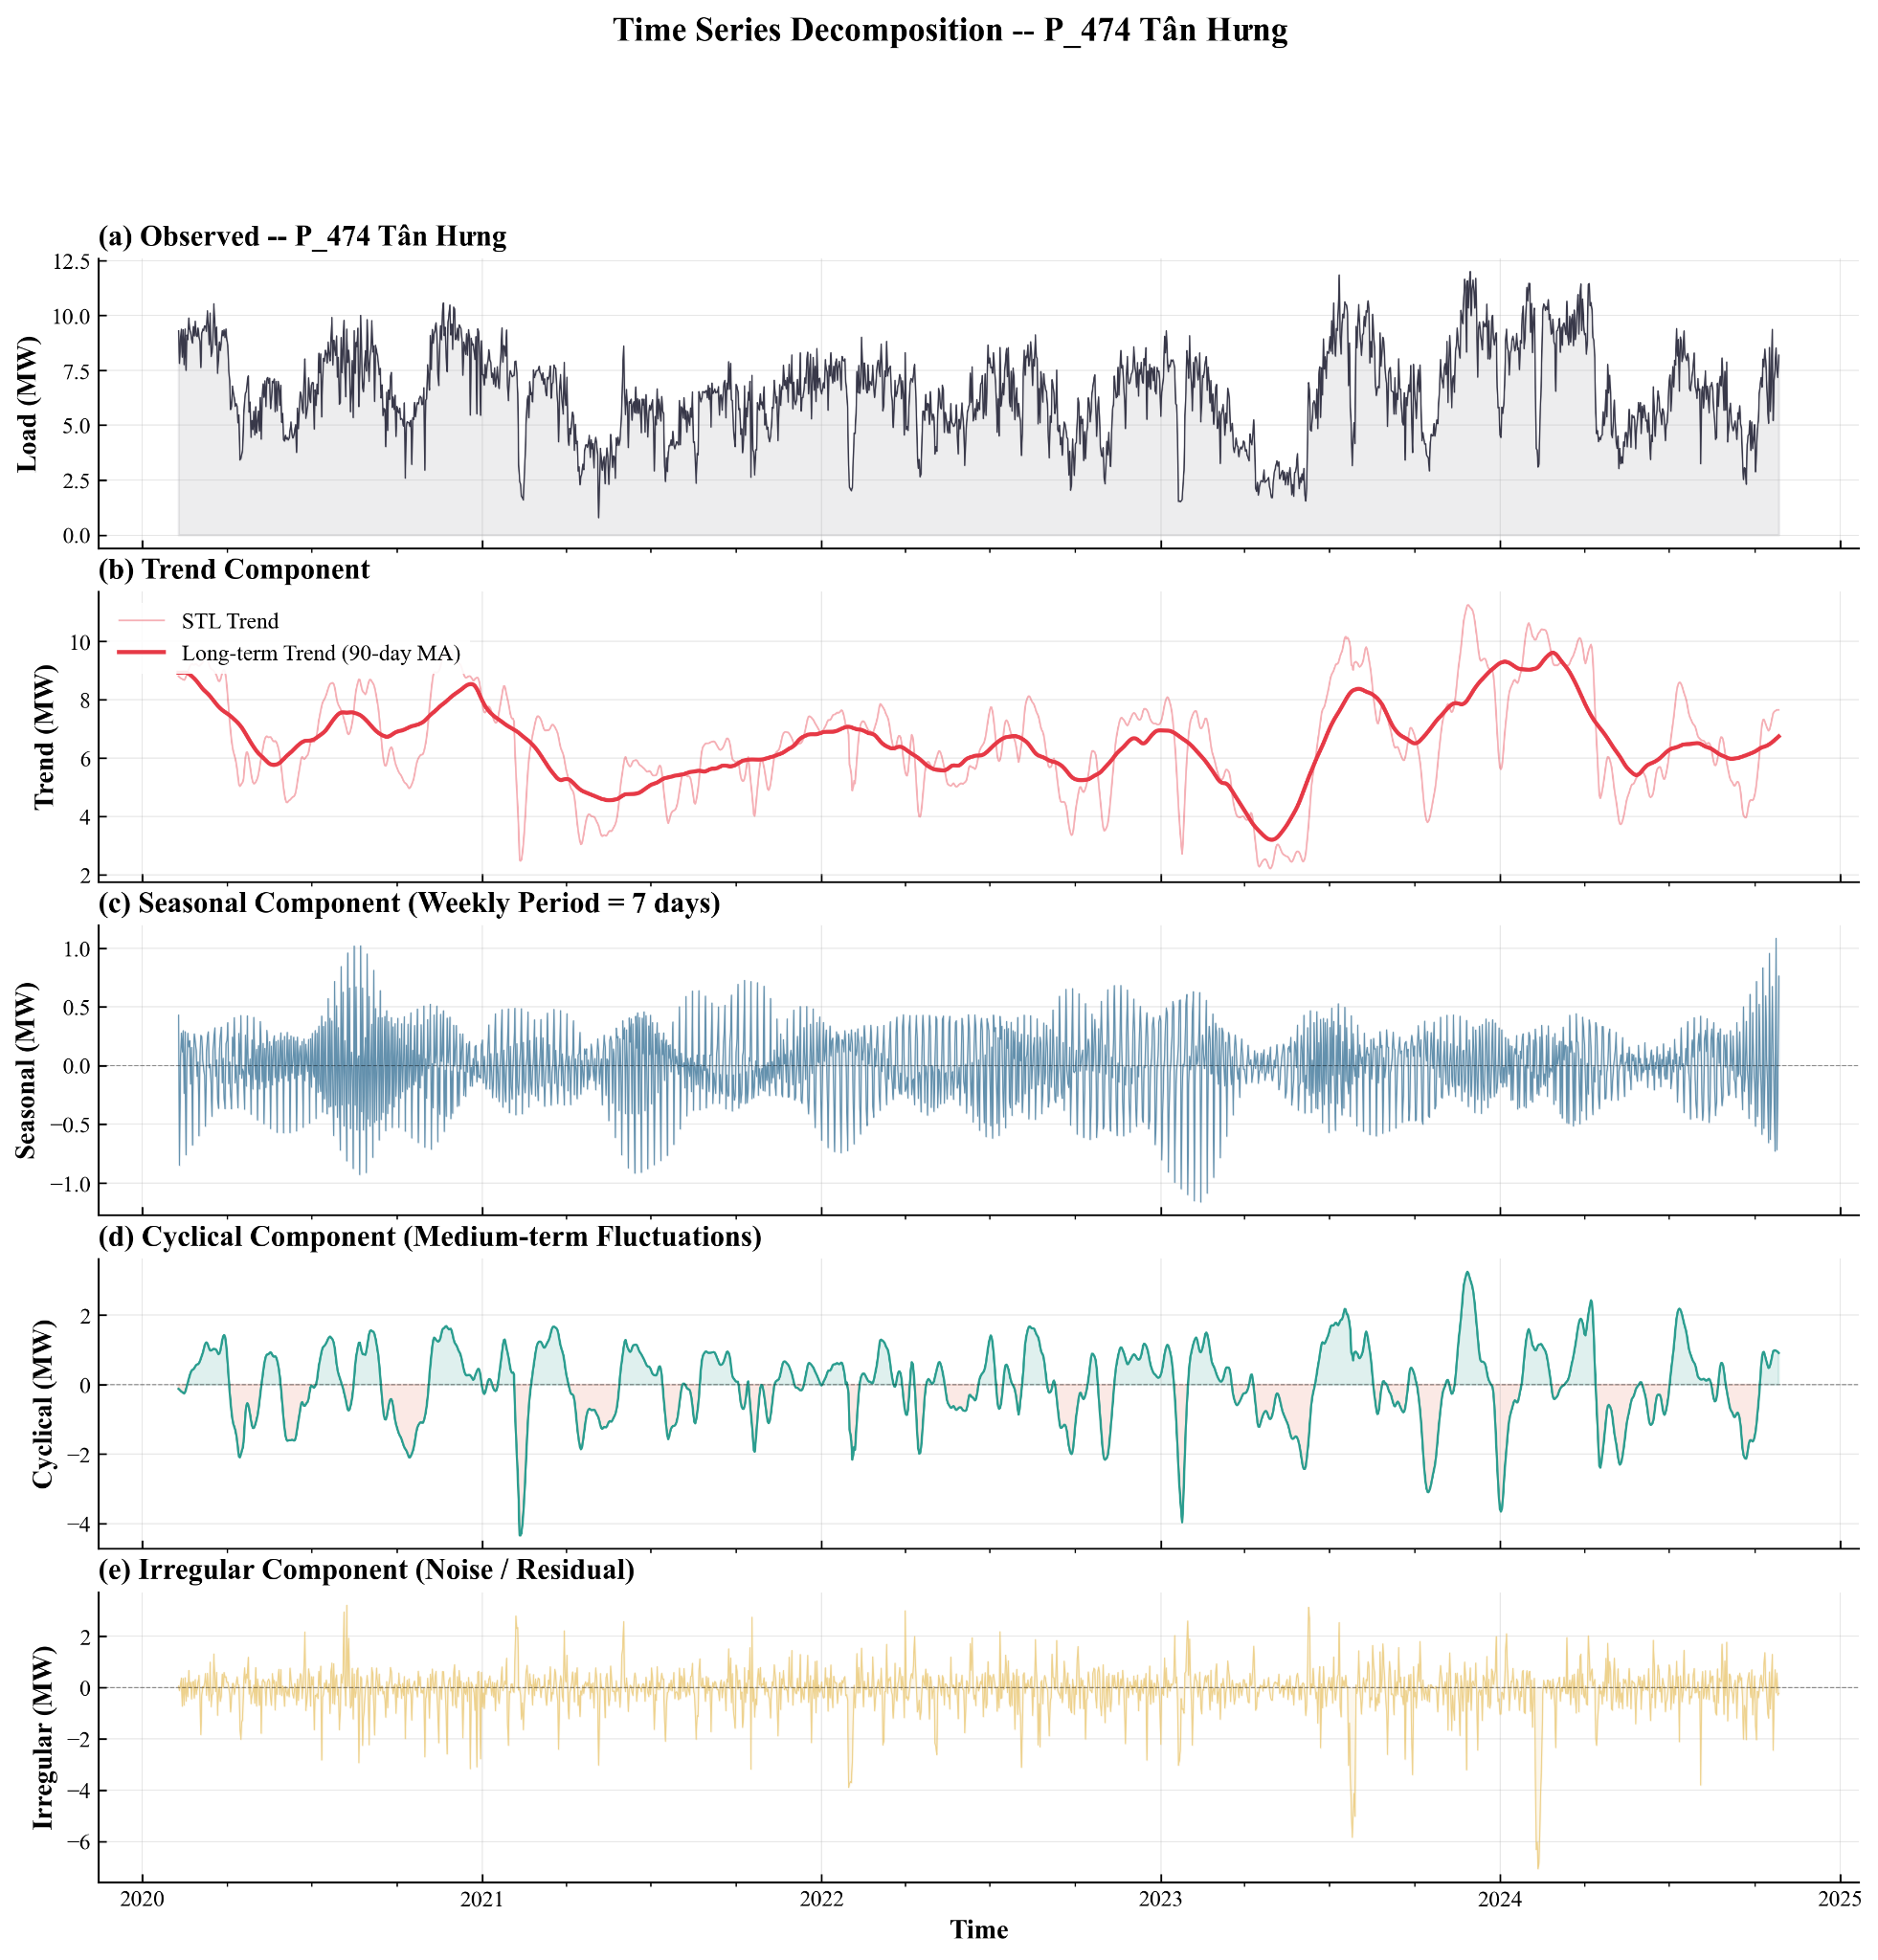 Time Series Decomposition -- P_474 Tân Hưng
(a) Observed -- P_474 Tân Hưng
Load (MW)
12.5
10.0
7.5
5.0
2.5
0.0
(b) Trend Component
Trend (MW)
STL Trend
Long-term Trend (90-day MA)
10
8
6
4
2
(c) Seasonal Component (Weekly Period = 7 days)
Seasonal (MW)
1.0
0.5
0.0
−0.5
−1.0
(d) Cyclical Component (Medium-term Fluctuations)
Cyclical (MW)
2
0
−2
−4
(e) Irregular Component (Noise / Residual)
Irregular (MW)
2
0
−2
−4
−6
2020 2021 2022 2023 2024 2025
Time